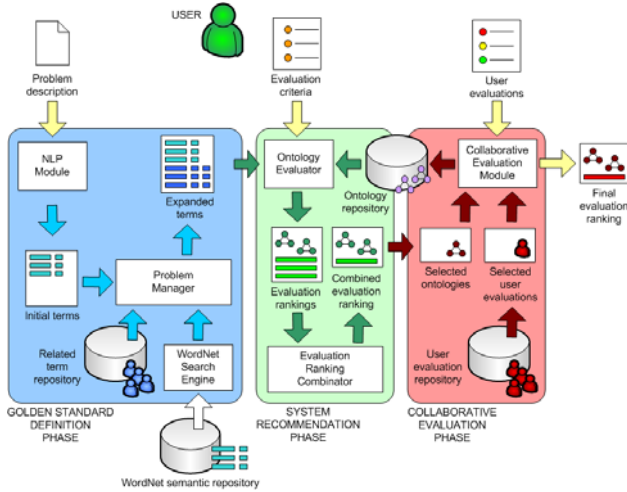 USER
Problem
description
Evaluation
criteria
User
evaluations
NLP
Module
Expanded
terms
Ontology
Evaluator
Ontology
repository
Collaborative
Evaluation
Module
Final
evaluation
ranking
Initial terms
Problem
Manager
Evaluation
rankings
Combined
evaluation
ranking
Selected
ontologies
Selected
user
evaluations
Related
term
repository
WordNet
Search
Engine
Evaluation
Ranking
Combinator
User
evaluation
repository
GOLDEN STANDARD
DEFINITION
PHASE
SYSTEM
RECOMMENDATION
PHASE
COLLABORATIVE
EVALUATION
PHASE
WordNet semantic repository